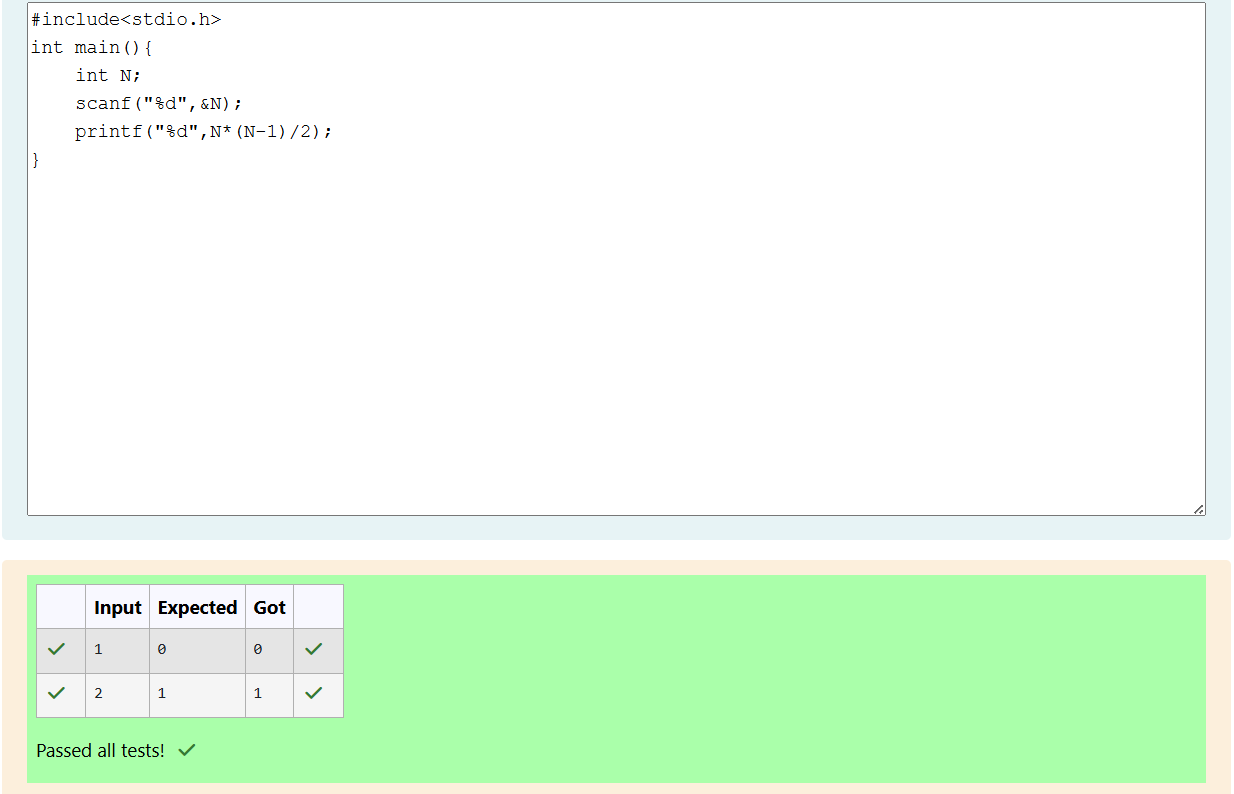 #include<stdio.h>
int main(){
    int N;
    scanf("%d",&N);
    printf("%d",N*(N-1)/2);
}
Input Expected Got
1 0 0
2 1 1
Passed all tests!